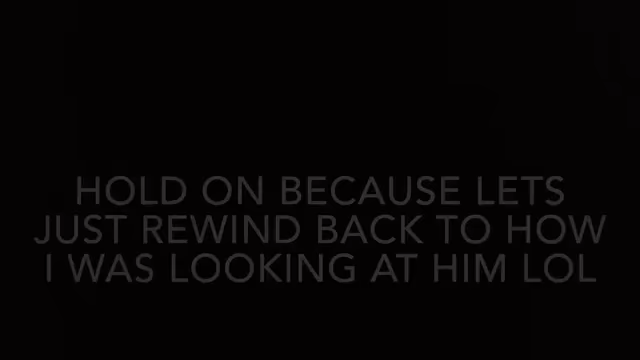 HOLD ON BECAUSE LETS
JUST REWIND BACK TO HOW
I WAS LOOKING AT HIM LOL